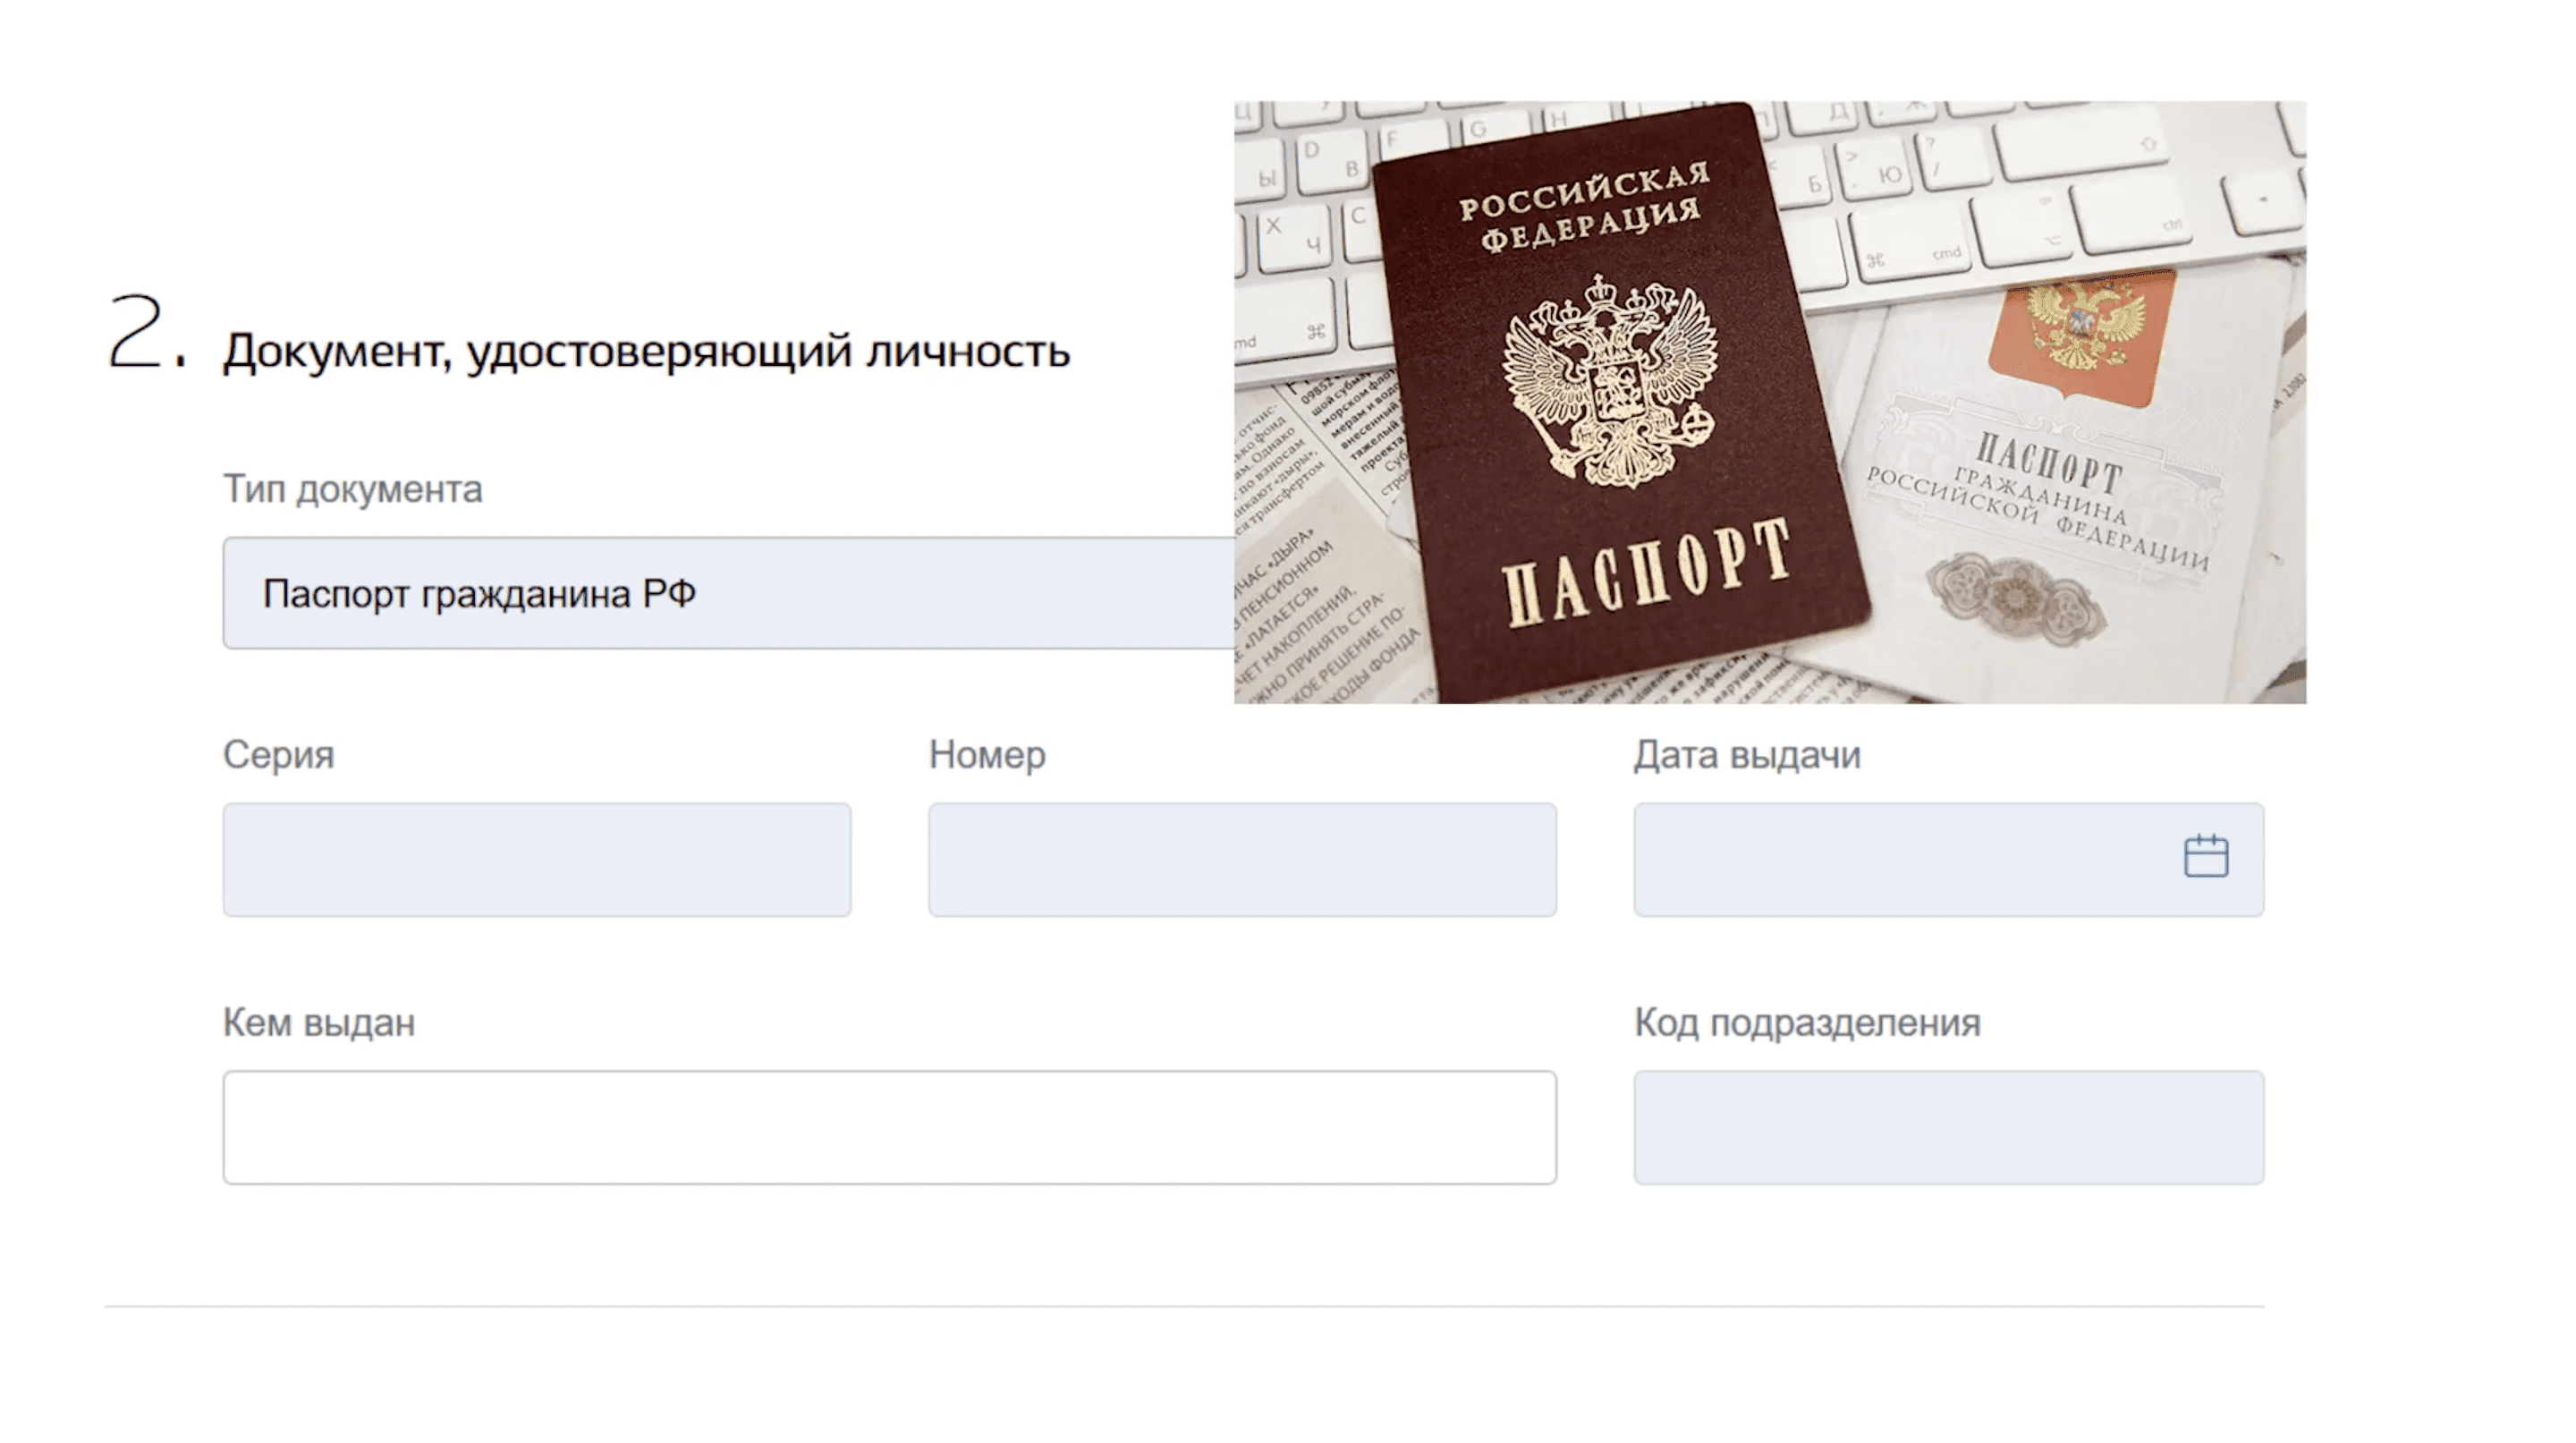 2. Документ, удостоверяющий личность
Тип документа
Паспорт гражданина РФ
РОССИЙСКАЯ
ФЕДЕРАЦИЯ
ПАСПОРТ
ПАСПОРТ
ГРАЖДАНИНА
РОССИЙСКОЙ ФЕДЕРАЦИИ
Серия
Номер
Дата выдачи
Кем выдан
Код подразделения